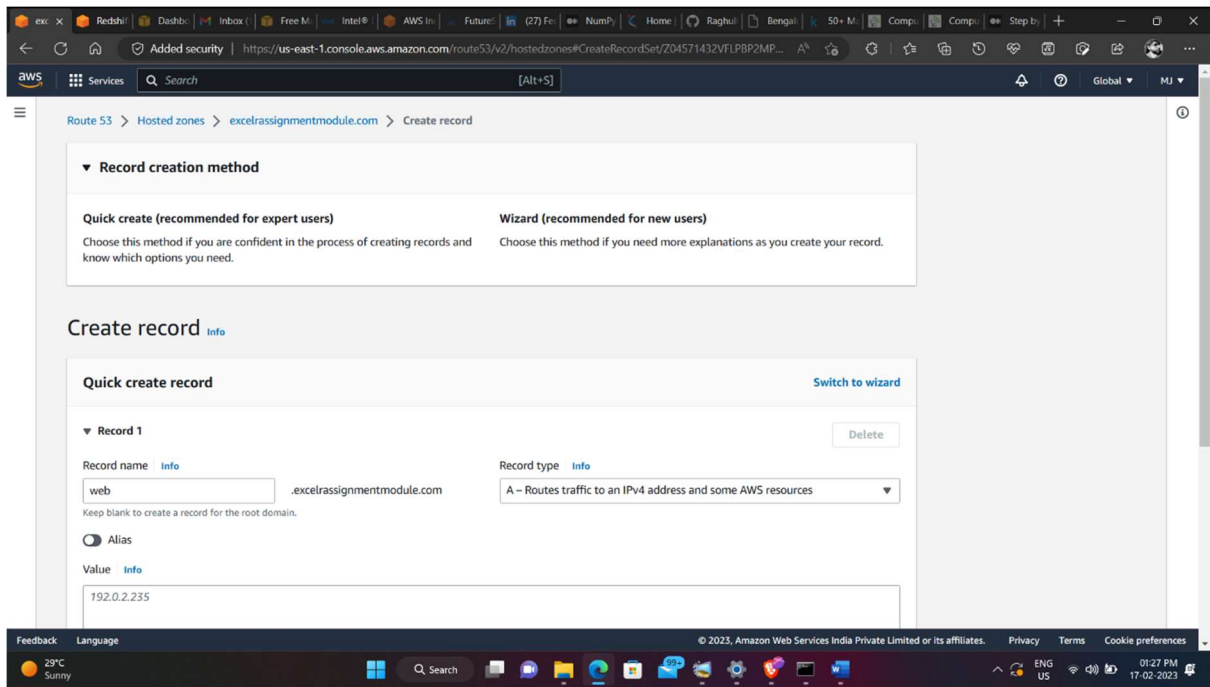 exc Redshif Dashbo Inbox ( Free Ma Intel® AWS In Future (27) Fe NumPy Home | Raghul Bengal 50+ M Compu Compu Step by
Added security https://us-east-1.console.aws.amazon.com/route53/v2/hostedzones#CreateRecordSet/Z04571432VFLPBP2MP...
aws Services Search [Alt+S] Global MJ
Route 53 > Hosted zones > excelrassignmentmodule.com > Create record
Record creation method
Quick create (recommended for expert users)
Choose this method if you are confident in the process of creating records and
know which options you need.
Wizard (recommended for new users)
Choose this method if you need more explanations as you create your record.
Create record Info
Quick create record Switch to wizard
Record 1 Delete
Record name Info Record type Info
web .excelrassignmentmodule.com A – Routes traffic to an IPv4 address and some AWS resources
Keep blank to create a record for the root domain.
Alias
Value Info
192.0.2.235
Feedback Language © 2023, Amazon Web Services India Private Limited or its affiliates. Privacy Terms Cookie preferences
29°C
Sunny
Search
99+
ENG
US
01:27 PM
17-02-2023